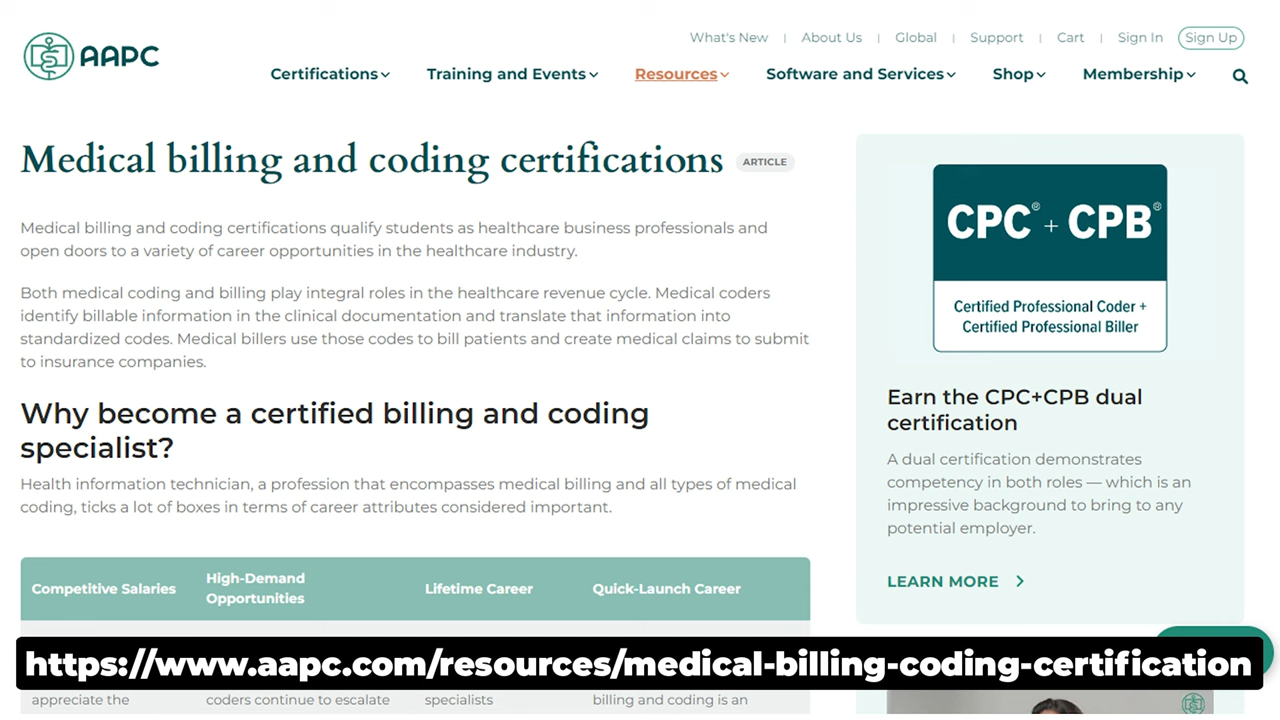 What's New | About Us | Global | Support | Cart | Sign In Sign Up
AAPC
Certifications Training and Events Resources Software and Services Shop Membership
Medical billing and coding certifications ARTICLE
Medical billing and coding certifications qualify students as healthcare business professionals and
open doors to a variety of career opportunities in the healthcare industry.
Both medical coding and billing play integral roles in the healthcare revenue cycle. Medical coders
identify billable information in the clinical documentation and translate that information into
standardized codes. Medical billers use those codes to bill patients and create medical claims to submit
to insurance companies.
Why become a certified billing and coding
specialist?
Health information technician, a profession that encompasses medical billing and all types of medical
coding, ticks a lot of boxes in terms of career attributes considered important.
Competitive Salaries
High-Demand
Opportunities
Lifetime Career
Quick-Launch Career
appreciate the
coders continue to escalate
specialists
billing and coding is an
CPC® + CPB®
Certified Professional Coder +
Certified Professional Biller
Earn the CPC+CPB dual
certification
A dual certification demonstrates
competency in both roles — which is an
impressive background to bring to any
potential employer.
LEARN MORE
https://www.aapc.com/resources/medical-billing-coding-certification